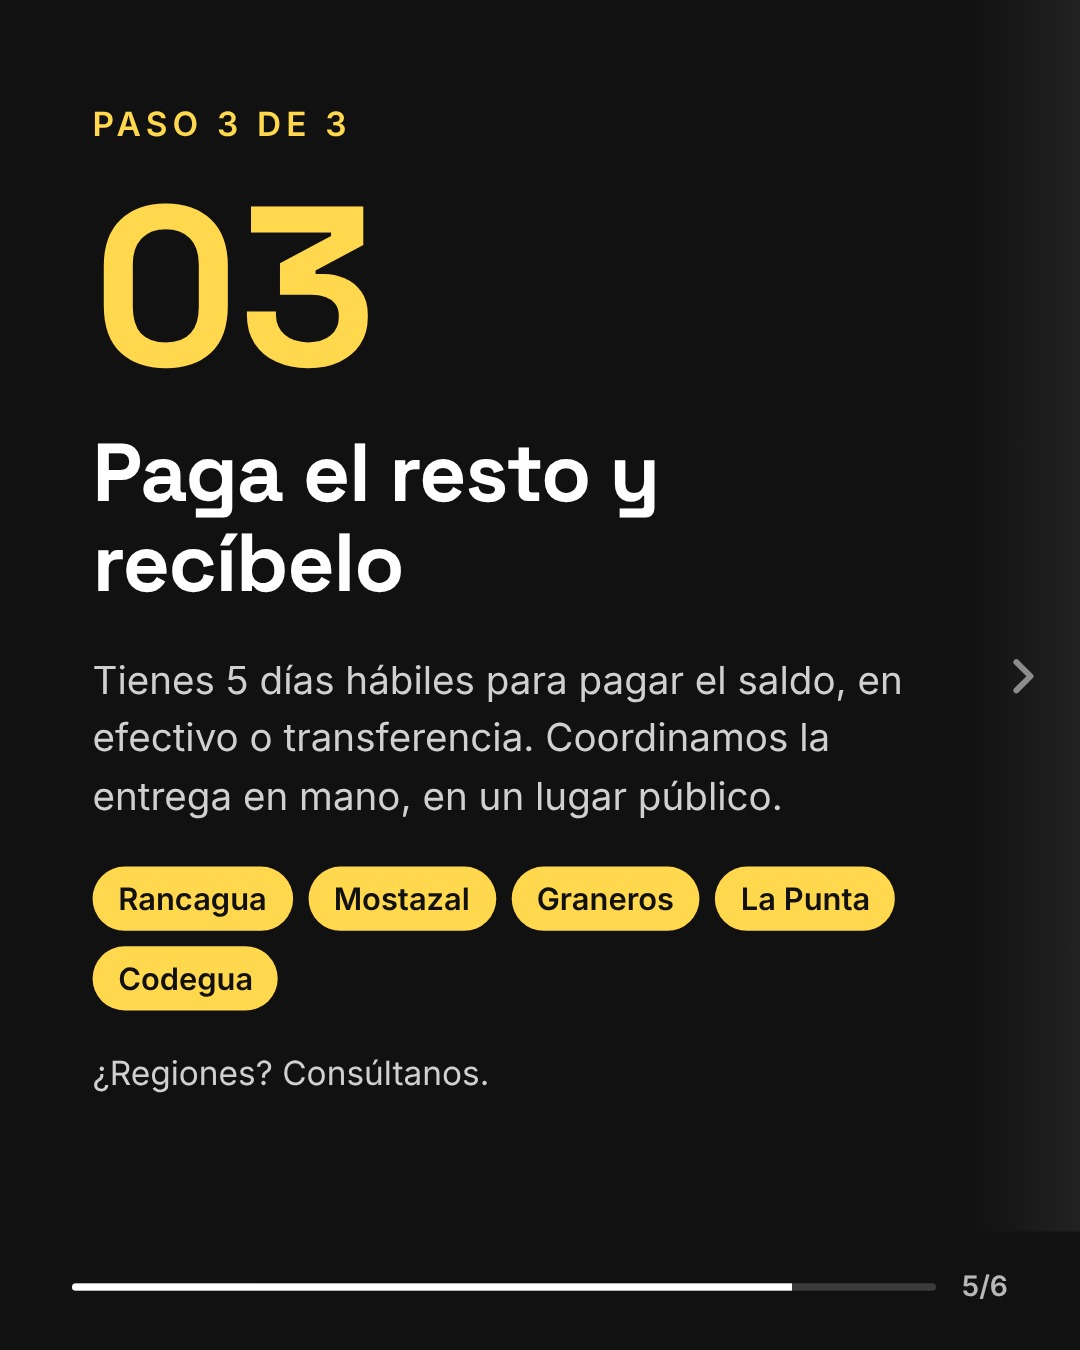 PASO 3 DE 3
03
Paga el resto y
recíbelo
Tienes 5 días hábiles para pagar el saldo, en
efectivo o transferencia. Coordinamos la
entrega en mano, en un lugar público.
Rancagua Mostazal Graneros La Punta
Codegua
¿Regiones? Consúltanos.
5/6